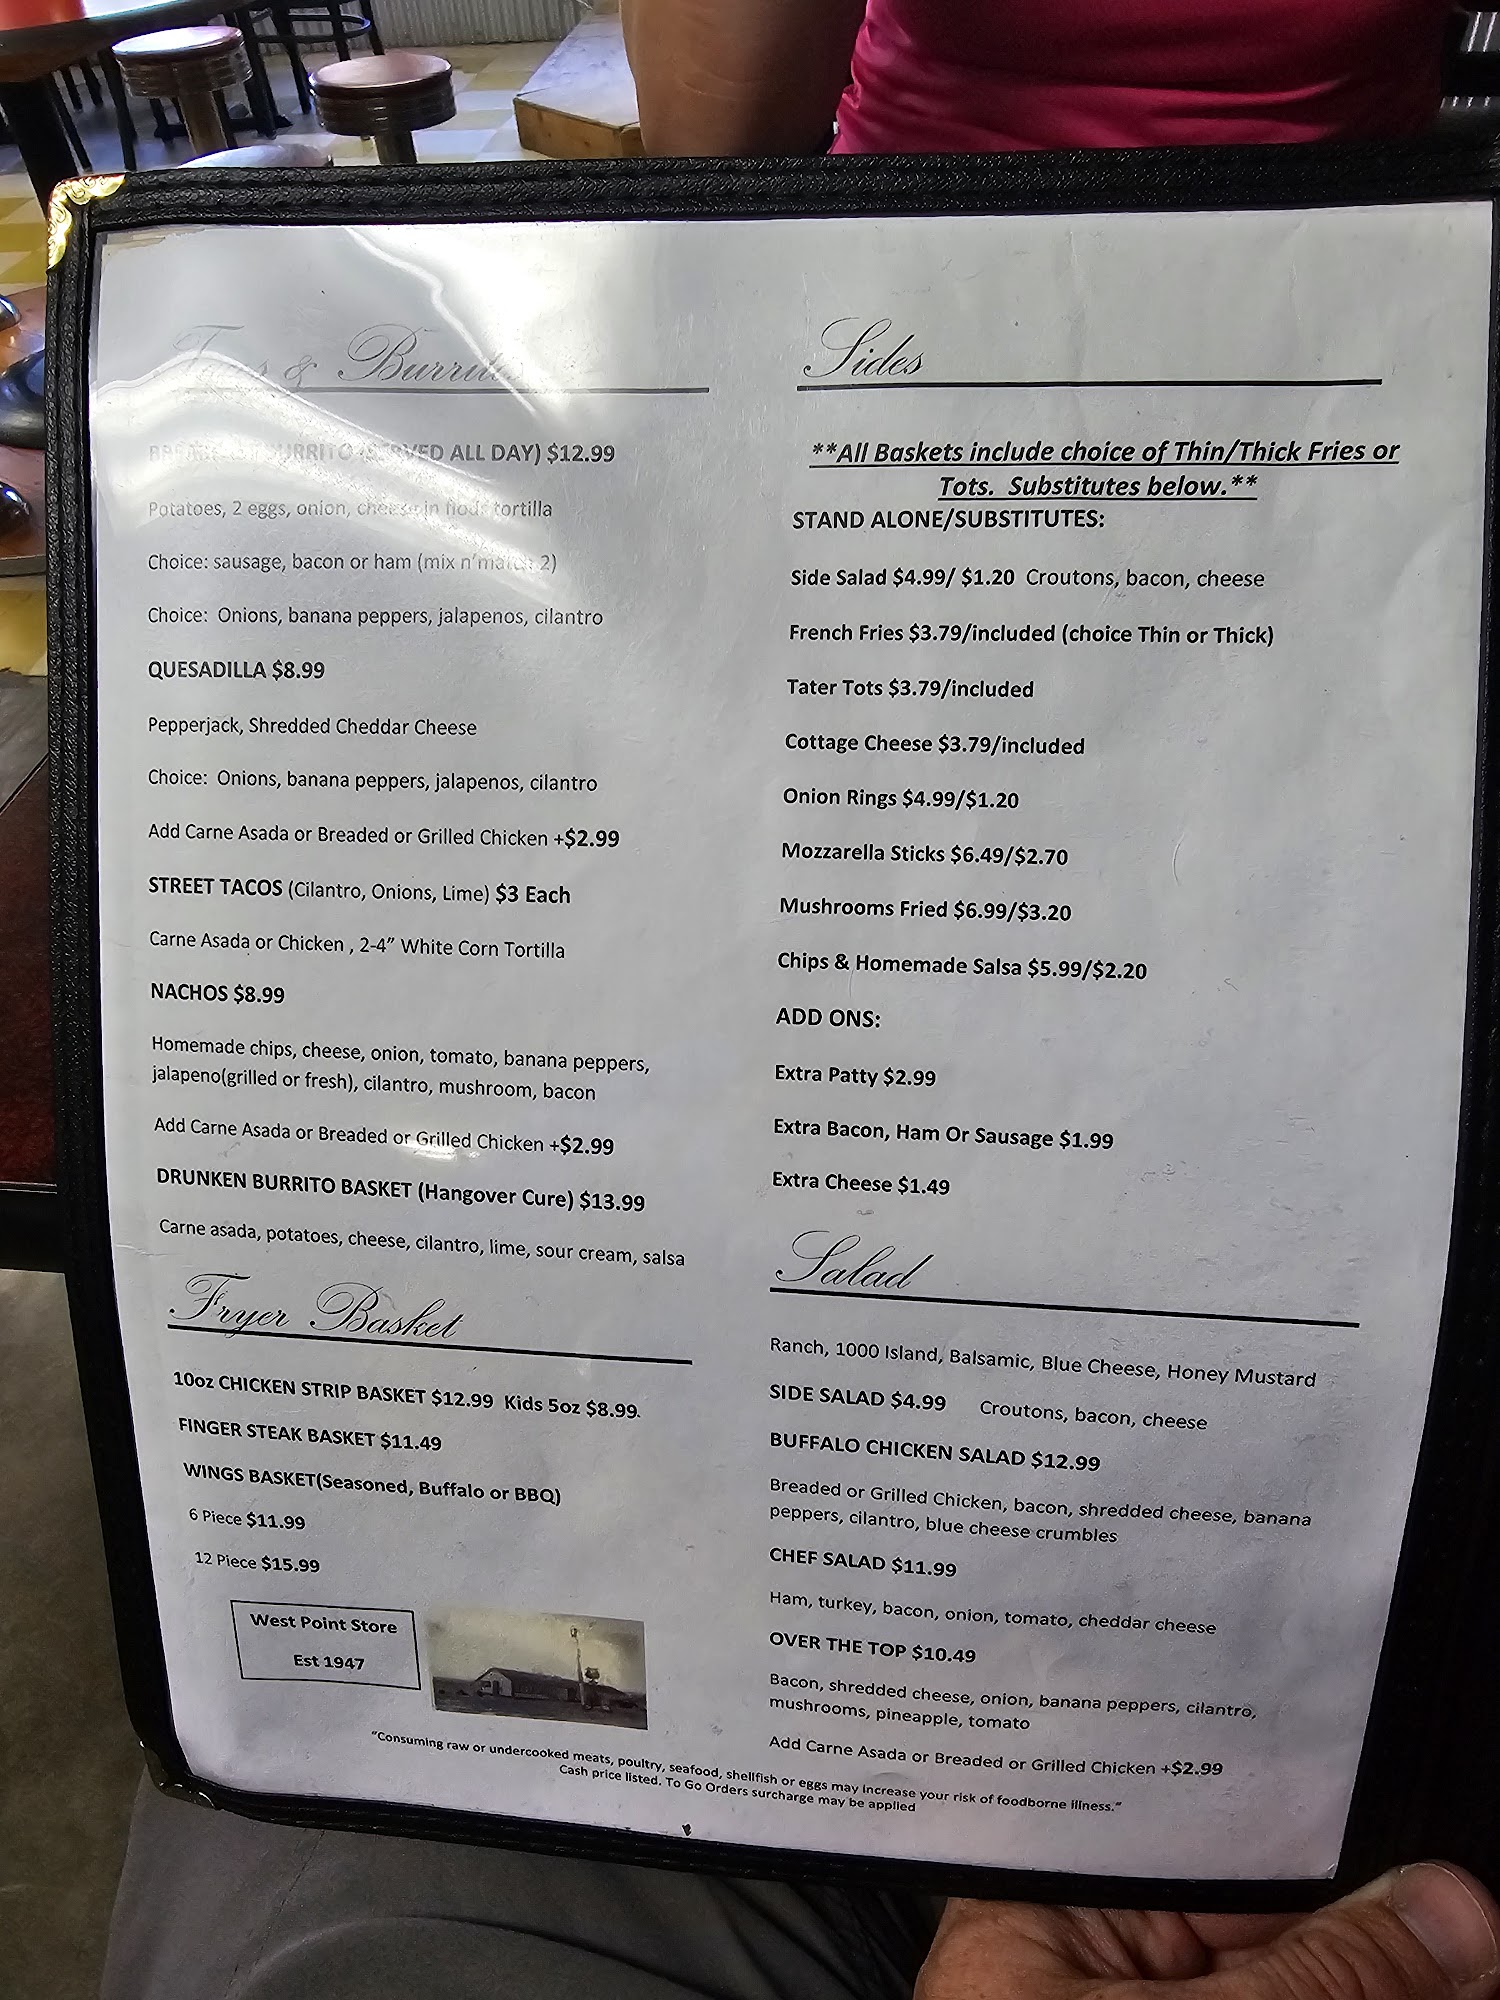 Tacos & Burritos
BREAKFAST BURRITO (SERVED ALL DAY) $12.99
Potatoes, 2 eggs, onion, cheese in flour tortilla
Choice: sausage, bacon or ham (mix n'match 2)
Choice: Onions, banana peppers, jalapenos, cilantro
QUESADILLA $8.99
Pepperjack, Shredded Cheddar Cheese
Choice: Onions, banana peppers, jalapenos, cilantro
Add Carne Asada or Breaded or Grilled Chicken +$2.99
STREET TACOS (Cilantro, Onions, Lime) $3 Each
Carne Asada or Chicken , 2-4” White Corn Tortilla
NACHOS $8.99
Homemade chips, cheese, onion, tomato, banana peppers,
jalapeno(grilled or fresh), cilantro, mushroom, bacon
Add Carne Asada or Breaded or Grilled Chicken +$2.99
DRUNKEN BURRITO BASKET (Hangover Cure) $13.99
Carne asada, potatoes, cheese, cilantro, lime, sour cream, salsa
Fryer Basket
10oz CHICKEN STRIP BASKET $12.99 Kids 5oz $8.99
FINGER STEAK BASKET $11.49
WINGS BASKET(Seasoned, Buffalo or BBQ)
6 Piece $11.99
12 Piece $15.99
West Point Store
Est 1947
Sides
**All Baskets include choice of Thin/Thick Fries or
Tots. Substitutes below.**
STAND ALONE/SUBSTITUTES:
Side Salad $4.99/ $1.20 Croutons, bacon, cheese
French Fries $3.79/included (choice Thin or Thick)
Tater Tots $3.79/included
Cottage Cheese $3.79/included
Onion Rings $4.99/$1.20
Mozzarella Sticks $6.49/$2.70
Mushrooms Fried $6.99/$3.20
Chips & Homemade Salsa $5.99/$2.20
ADD ONS:
Extra Patty $2.99
Extra Bacon, Ham Or Sausage $1.99
Extra Cheese $1.49
Salad
Ranch, 1000 Island, Balsamic, Blue Cheese, Honey Mustard
SIDE SALAD $4.99 Croutons, bacon, cheese
BUFFALO CHICKEN SALAD $12.99
Breaded or Grilled Chicken, bacon, shredded cheese, banana
peppers, cilantro, blue cheese crumbles
CHEF SALAD $11.99
Ham, turkey, bacon, onion, tomato, cheddar cheese
OVER THE TOP $10.49
Bacon, shredded cheese, onion, banana peppers, cilantro,
mushrooms, pineapple, tomato
Add Carne Asada or Breaded or Grilled Chicken +$2.99
"Consuming raw or undercooked meats, poultry, seafood, shellfish or eggs may increase your risk of foodborne illness."
Cash price listed. To Go Orders surcharge may be applied